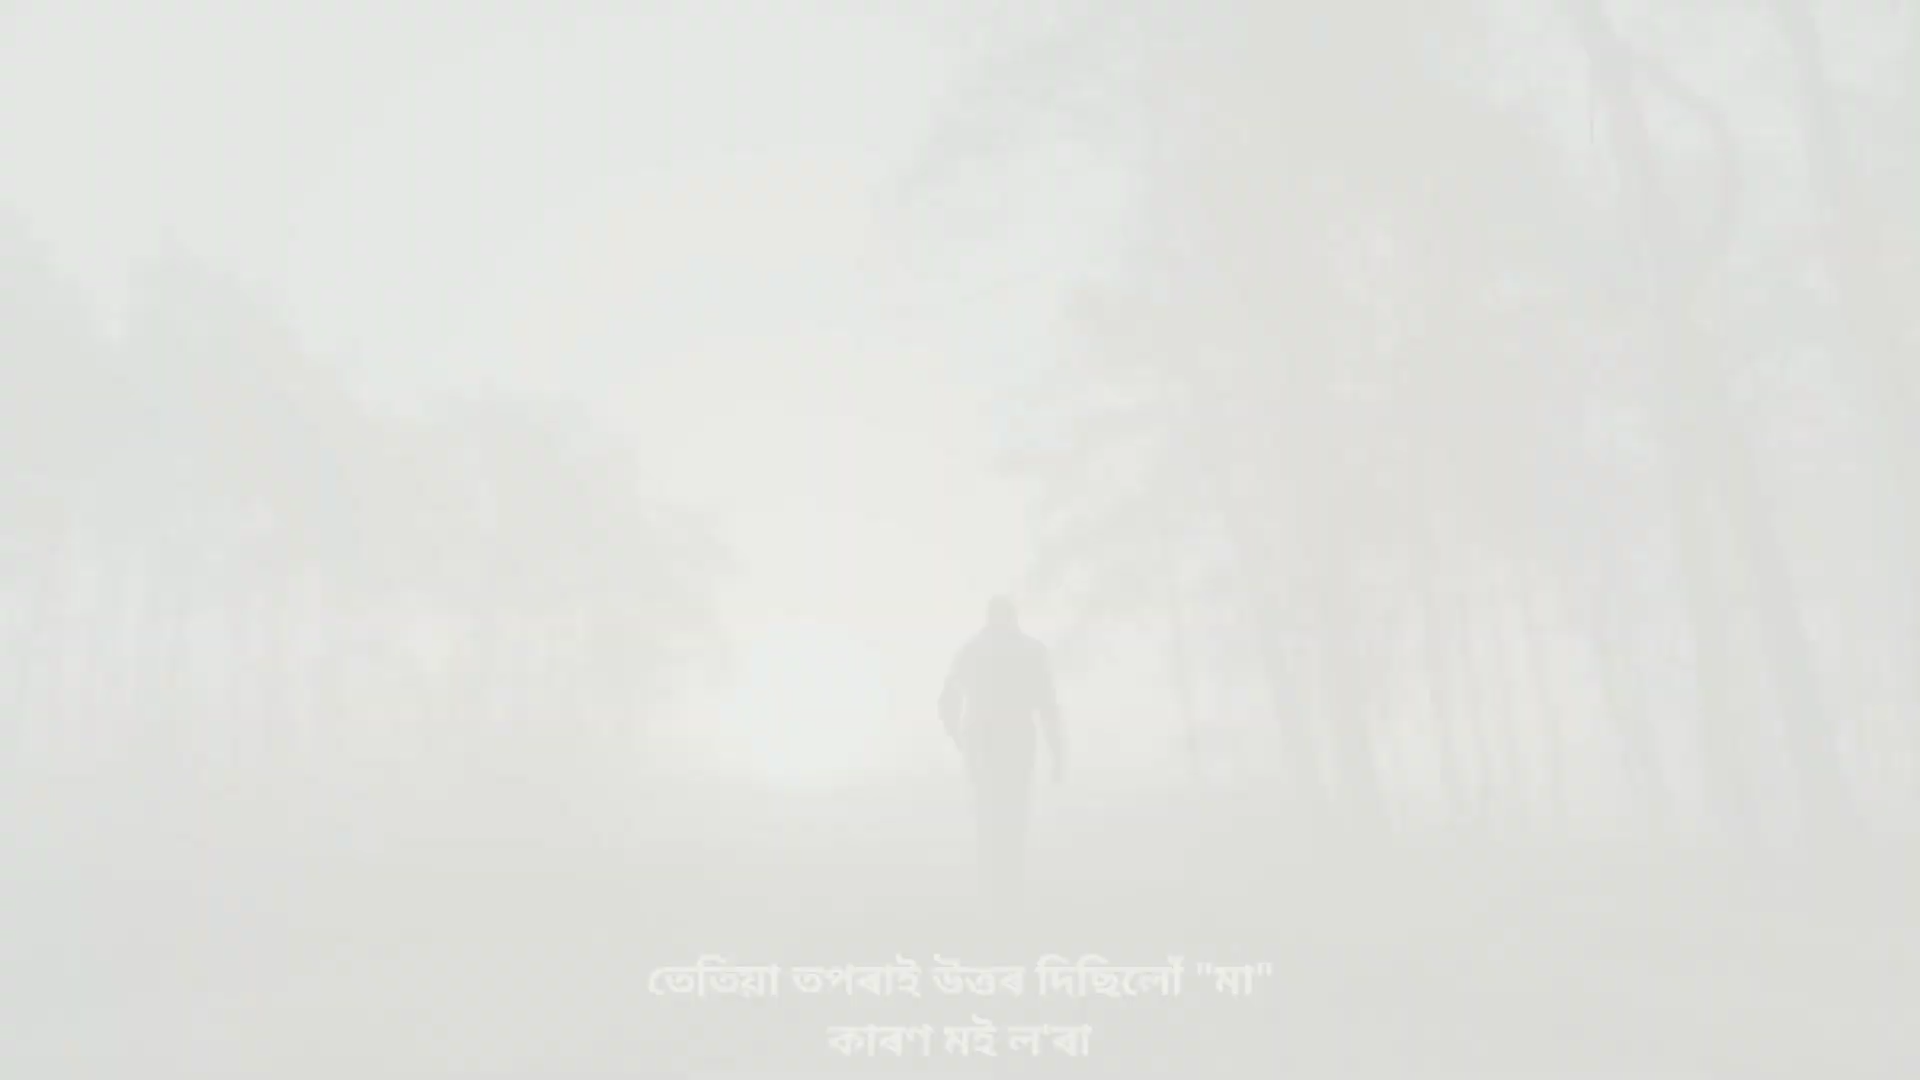 তেতিয়া তপৰাই উত্তৰ দিছিলোঁ "মা"
কাৰণ মই ল'ৰা